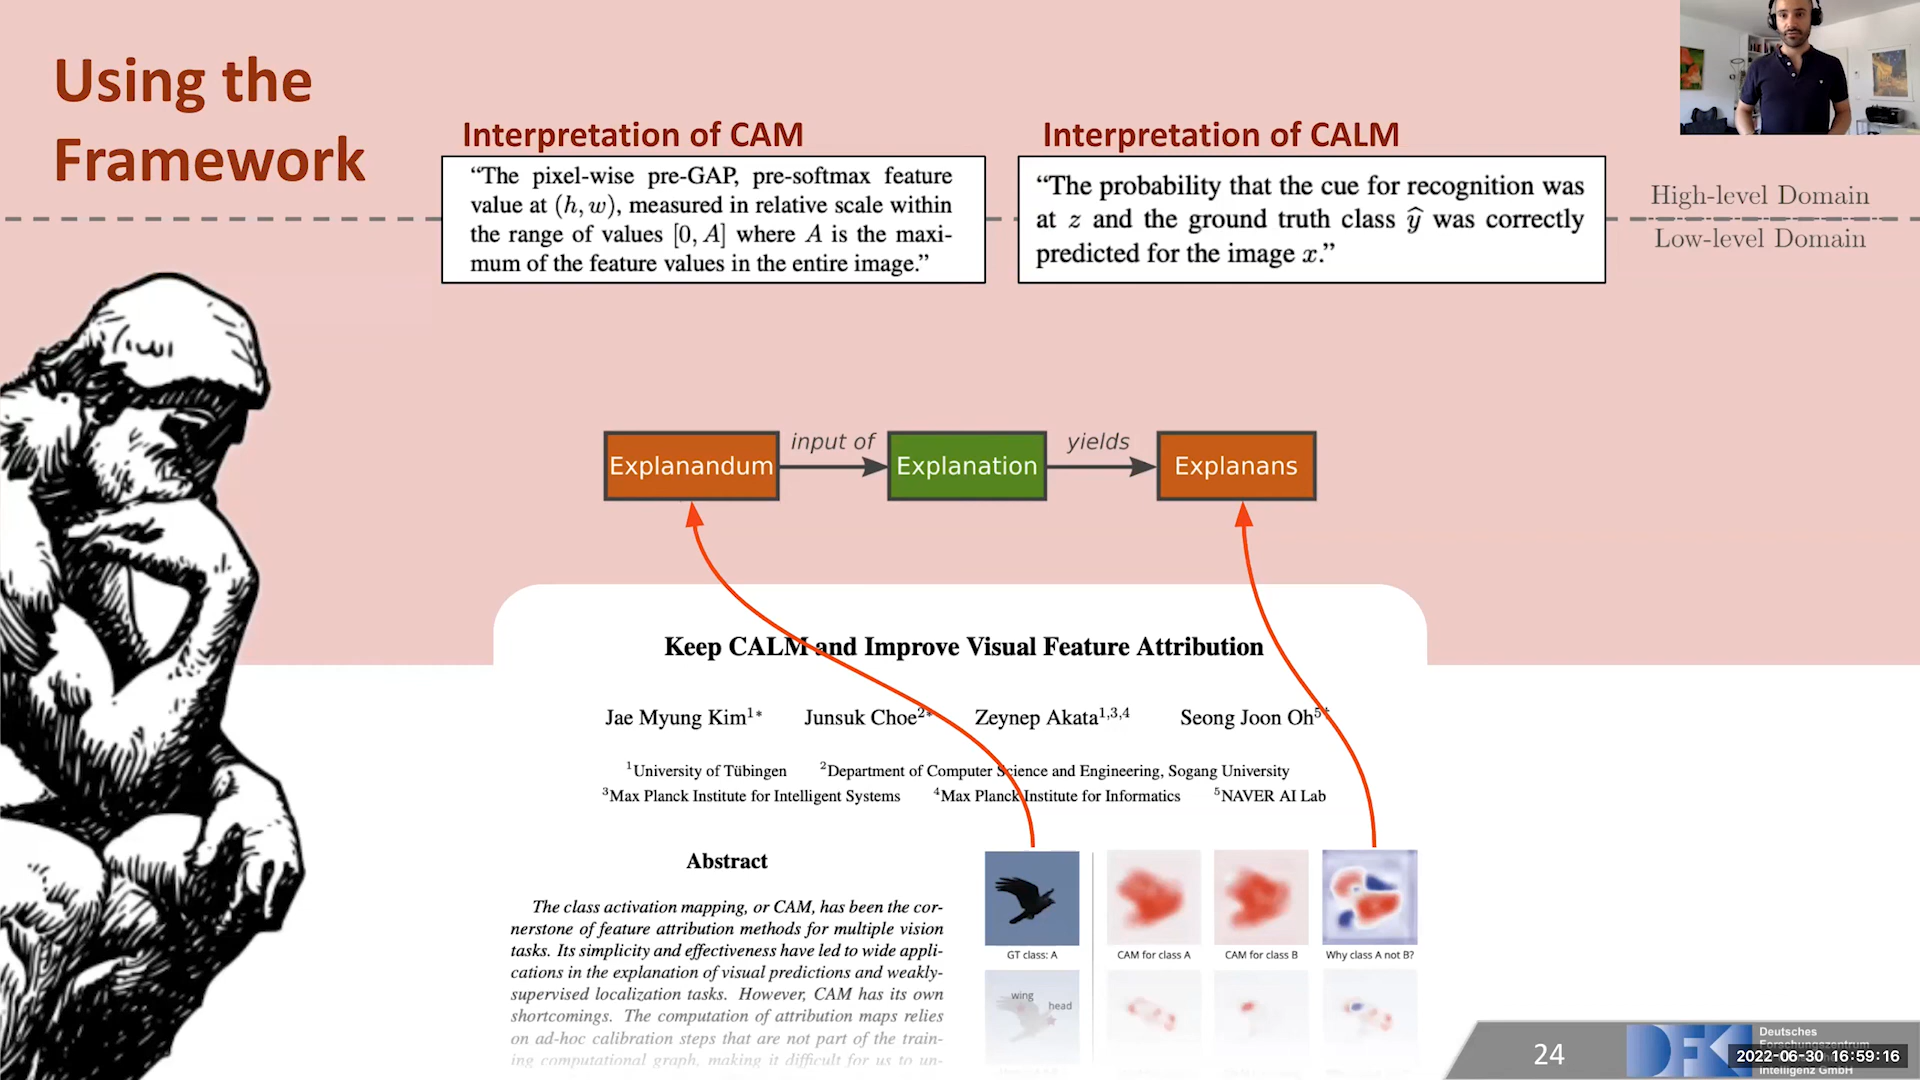 Using the
Framework
Interpretation of CAM
“The pixel-wise pre-GAP, pre-softmax feature
value at (h, w), measured in relative scale within
the range of values [0, A] where A is the maxi-
mum of the feature values in the entire image.”
Interpretation of CALM
“The probability that the cue for recognition was
at z and the ground truth class ŷ was correctly
predicted for the image x.”
High-level Domain
Low-level Domain
Explanandum
input of
Explanation
yields
Explanans
Keep CALM and Improve Visual Feature Attribution
Jae Myung Kim¹* Junsuk Choe²* Zeynep Akata¹,³,⁴ Seong Joon Oh⁵†
¹University of Tübingen ²Department of Computer Science and Engineering, Sogang University
³Max Planck Institute for Intelligent Systems ⁴Max Planck Institute for Informatics ⁵NAVER AI Lab
Abstract
The class activation mapping, or CAM, has been the cor-
nerstone of feature attribution methods for multiple vision
tasks. Its simplicity and effectiveness have led to wide appli-
cations in the explanation of visual predictions and weakly-
supervised localization tasks. However, CAM has its own
shortcomings. The computation of attribution maps relies
on ad-hoc calibration steps that are not part of the train-
ing computational graph, making it difficult for us to un-
GT class: A
CAM for class A
CAM for class B
Why class A not B?
wing
head
24
DFK
Deutsches
Forschungszentrum
Intelligenz GmbH
2022-06-30 16:59:16